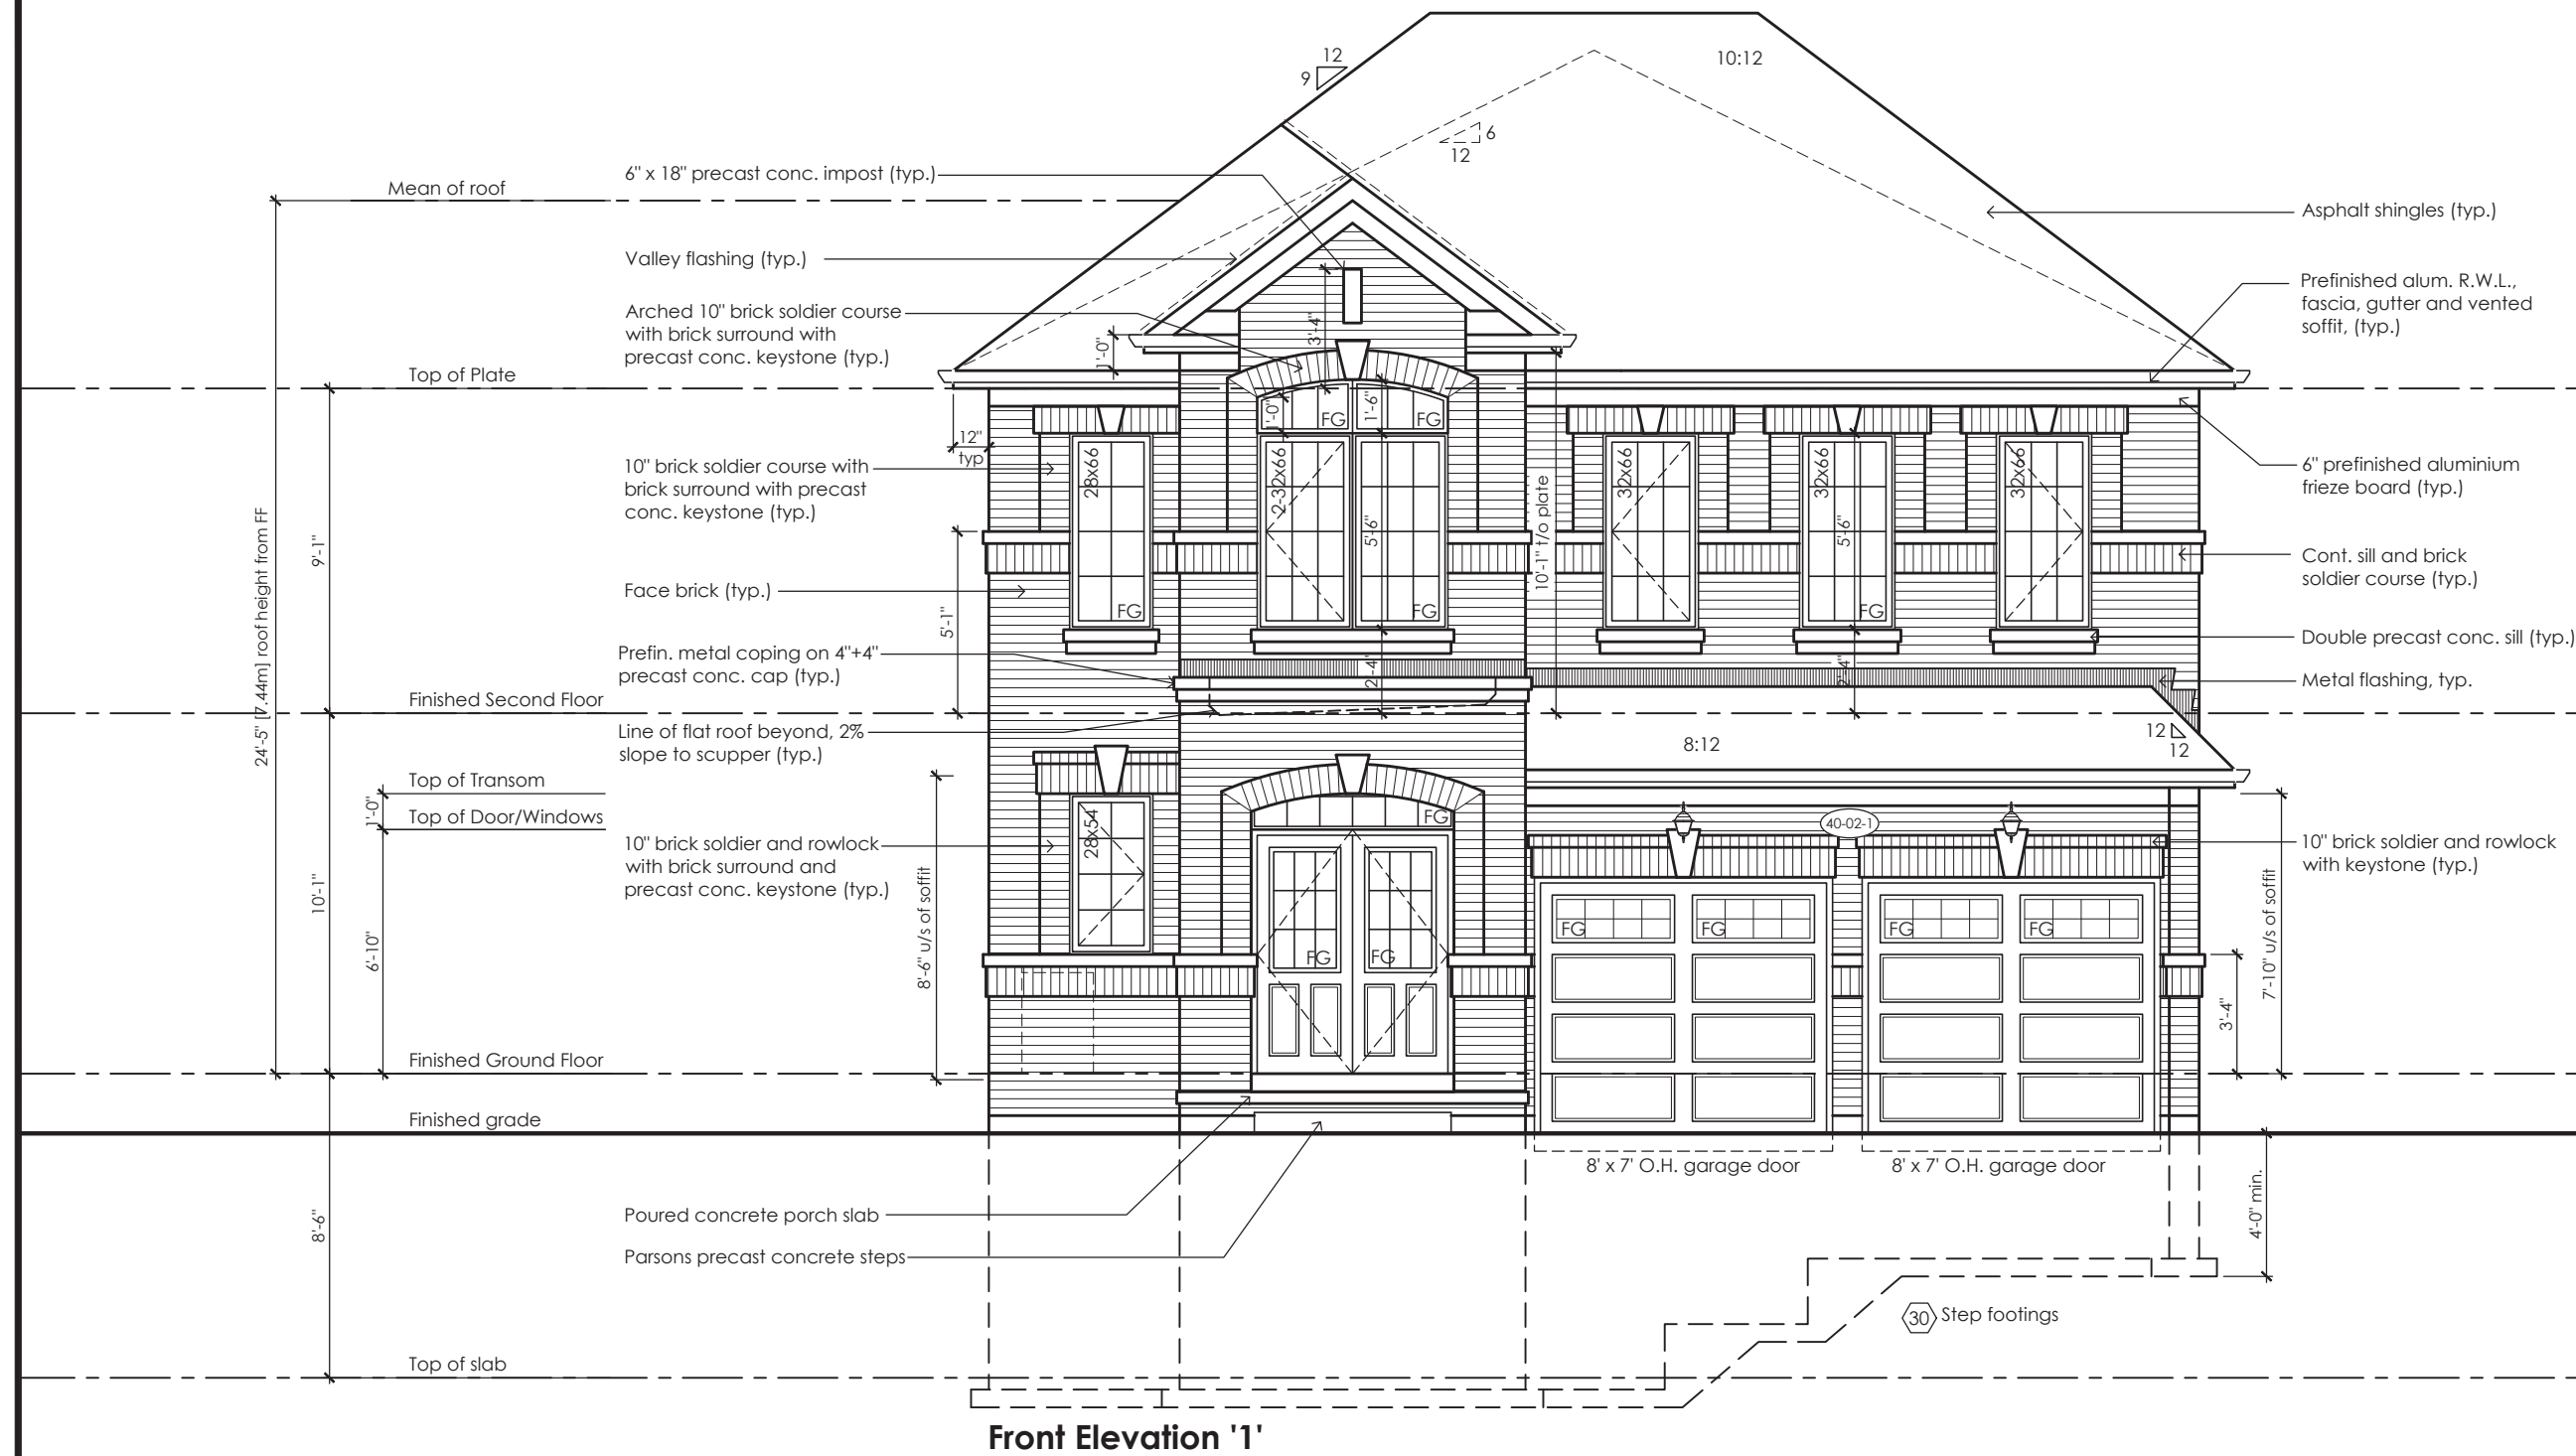 12
9
10:12
6
12
6" x 18" precast conc. impost (typ.)
Mean of roof
Asphalt shingles (typ.)
Valley flashing (typ.)
Prefinished alum. R.W.L.,
fascia, gutter and vented
soffit, (typ.)
Arched 10" brick soldier course
with brick surround with
precast conc. keystone (typ.)
3'-4"
1'-0"
Top of Plate
1'-0"
1'-6"
FG
FG
12"
typ
10" brick soldier course with
brick surround with precast
conc. keystone (typ.)
28x66
2-32x66
32x66
32x66
32x66
6" prefinished aluminium
frieze board (typ.)
24'-5" [7.44m] roof height from FF
9'-1"
5'-6"
10'-1" t/o plate
5'-6"
Cont. sill and brick
soldier course (typ.)
Face brick (typ.)
FG
FG
FG
5'-1"
Double precast conc. sill (typ.)
Prefin. metal coping on 4"+4"
precast conc. cap (typ.)
2'-4"
2'-4"
Metal flashing, typ.
Finished Second Floor
Line of flat roof beyond, 2%
slope to scupper (typ.)
8:12
12
12
Top of Transom
1'-0"
Top of Door/Windows
28x54
FG
40-02-1
10" brick soldier and rowlock
with brick surround and
precast conc. keystone (typ.)
10" brick soldier and rowlock
with keystone (typ.)
10'-1"
6'-10"
8'-6" u/s of soffit
FG
FG
FG
FG
FG
FG
7'-10" u/s of soffit
3'-4"
Finished Ground Floor
Finished grade
8' x 7' O.H. garage door
8' x 7' O.H. garage door
4'-0" min.
8'-6"
Poured concrete porch slab
Parsons precast concrete steps
30 Step footings
Top of slab
Front Elevation '1'